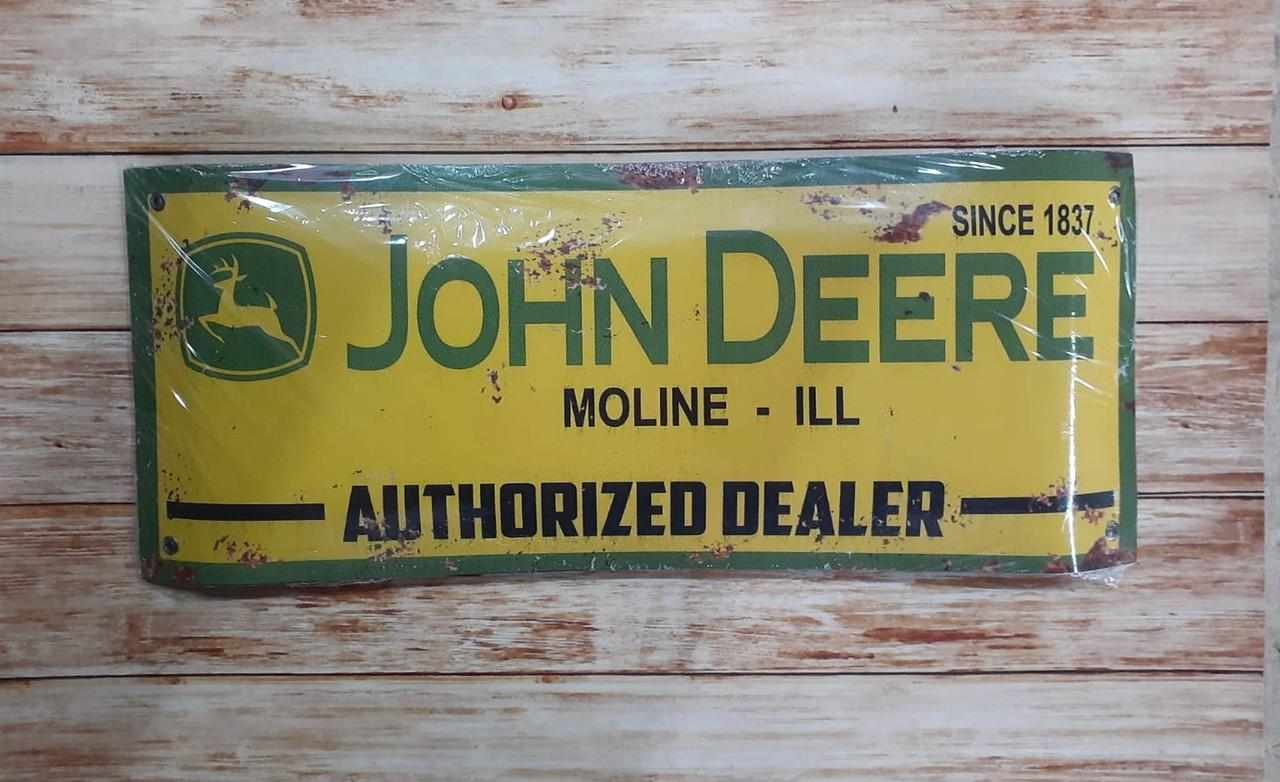 SINCE 1837
JOHN DEERE
MOLINE - ILL
AUTHORIZED DEALER